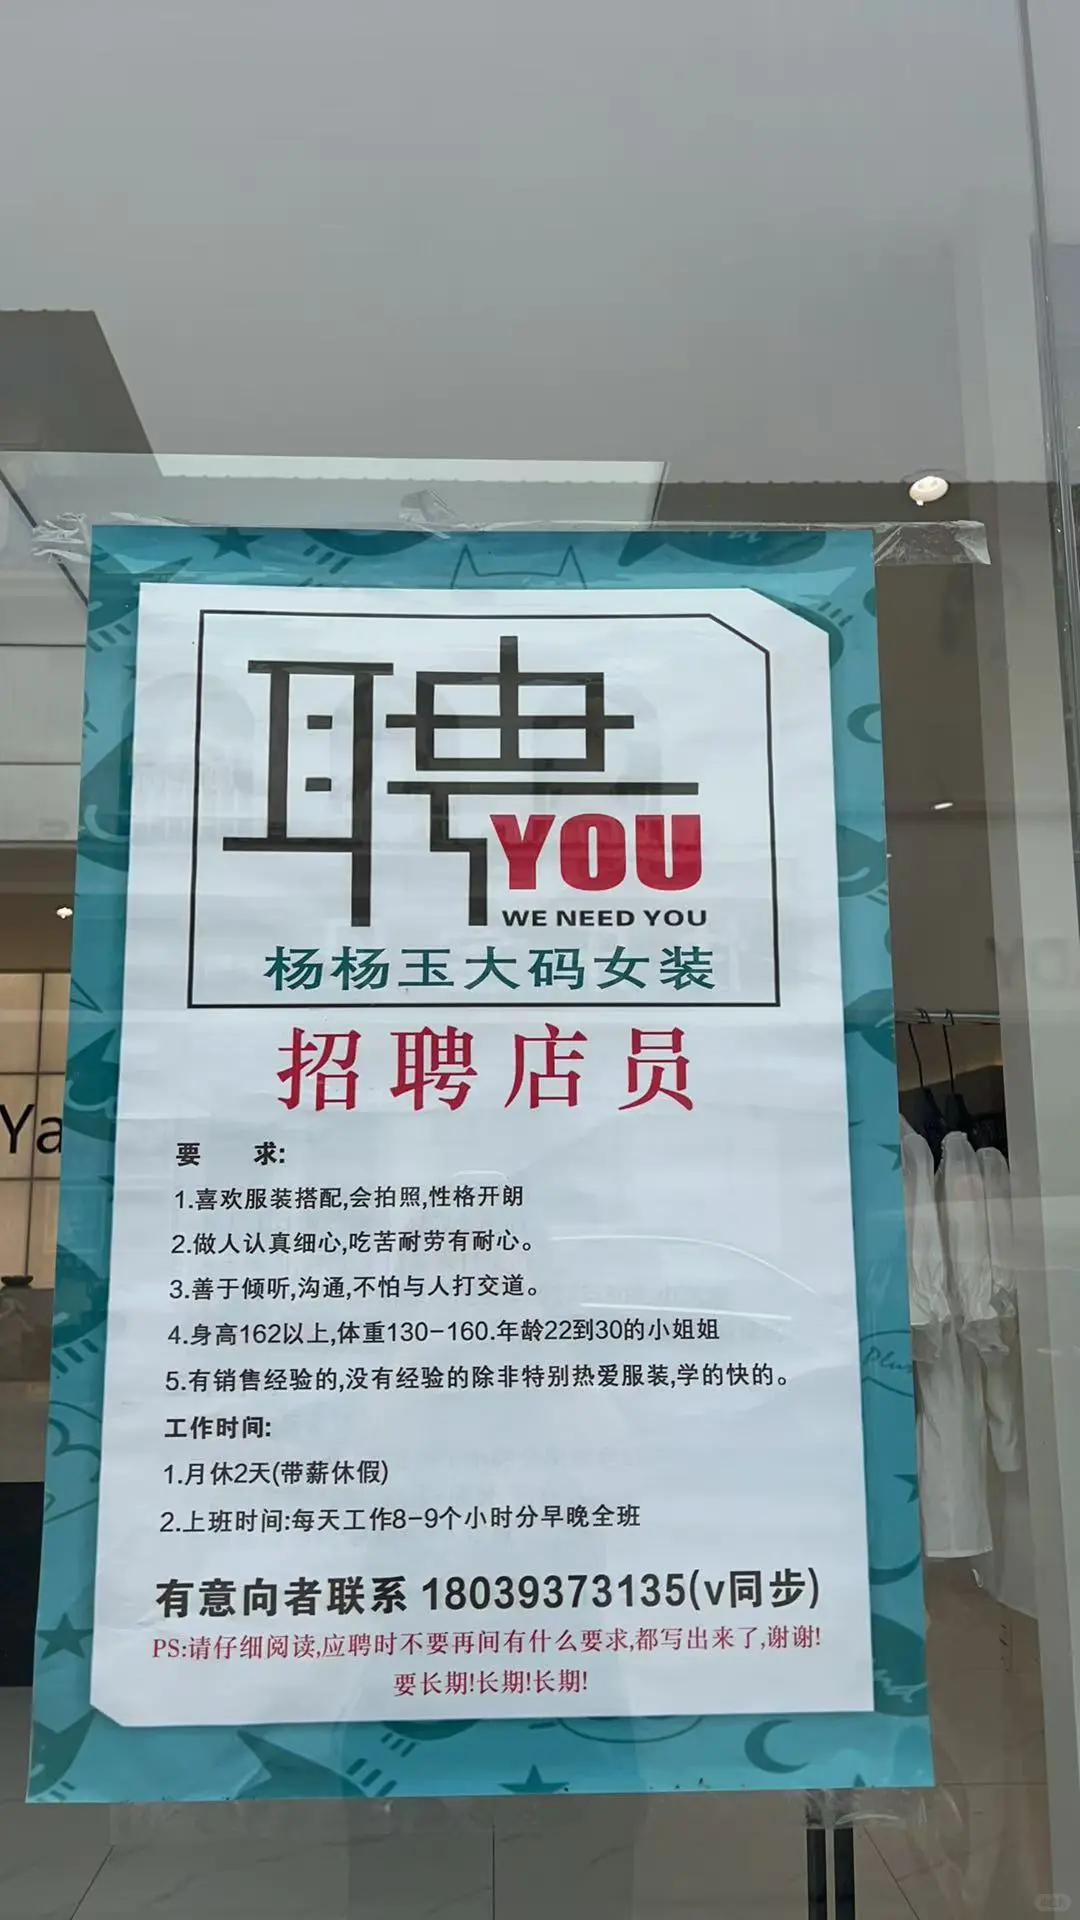 聘
YOU
WE NEED YOU
杨杨玉大码女装
招聘店员
要 求:
1.喜欢服装搭配,会拍照,性格开朗
2.做人认真细心,吃苦耐劳有耐心。
3.善于倾听,沟通,不怕与人打交道。
4.身高162以上,体重130-160.年龄22到30的小姐姐
5.有销售经验的,没有经验的除非特别热爱服装,学的快的。
工作时间:
1.月休2天(带薪休假)
2.上班时间:每天工作8-9个小时分早晚全班
有意向者联系 18039373135(v同步)
PS:请仔细阅读,应聘时不要再间有什么要求,都写出来了,谢谢!
要长期!长期!长期!
Ya
Plus